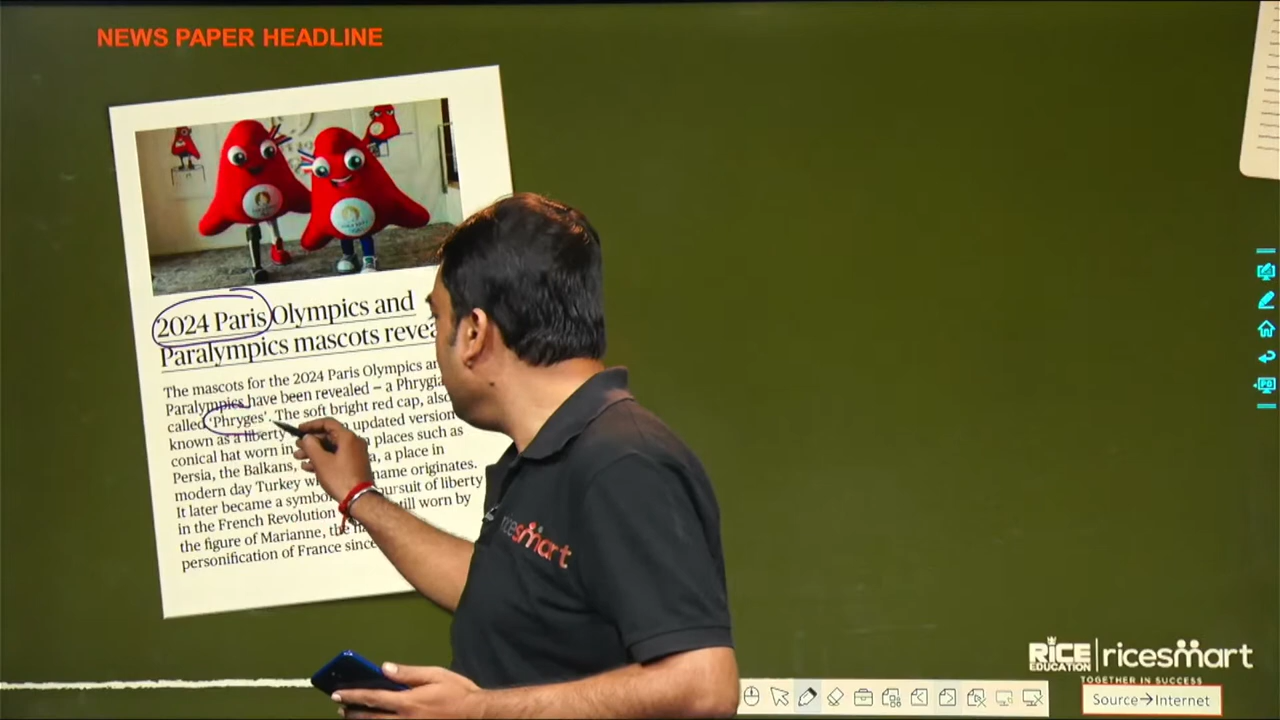 NEWS PAPER HEADLINE
2024 Paris Olympics and
Paralympics mascots
The mascots for the 2024 Paris Olympics
Paralympics have been revealed – a
called 'Phryges'. The soft bright red cap, also
known as a liberty updated version
conical hat worn in places such as
Persia, the Balkans, a place in
modern day Turkey name originates.
It later became a pursuit of liberty
in the French Revolution still worn by
the figure of Marianne, the
personification of France since
ricesmart
RICE EDUCATION ricesmart
TOGETHER IN SUCCESS
Source→Internet